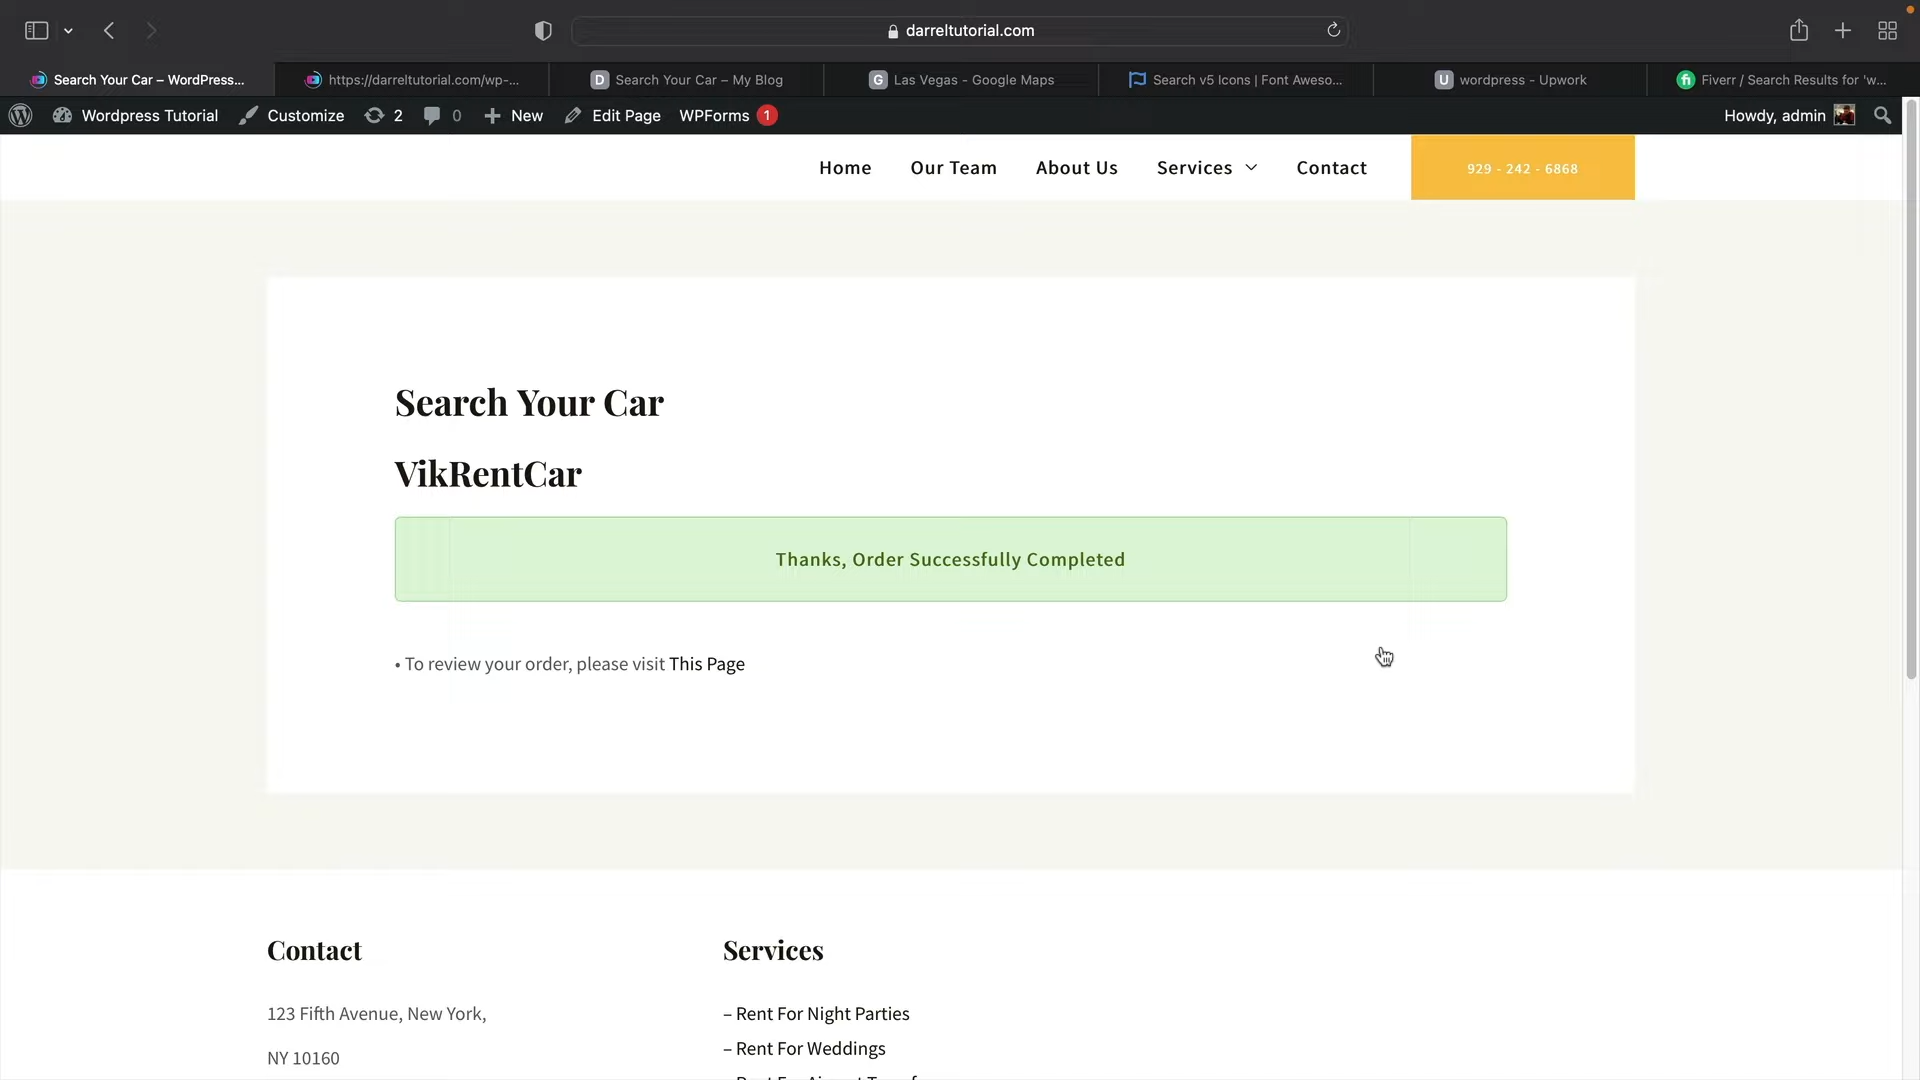 darreltutorial.com
Search Your Car – WordPress...
https://darreltutorial.com/wp-...
D Search Your Car – My Blog
G Las Vegas - Google Maps
Search v5 Icons | Font Aweso...
U wordpress - Upwork
fi Fiverr / Search Results for 'w...
Wordpress Tutorial Customize 2 0 New Edit Page WPForms 1 Howdy, admin
Home Our Team About Us Services Contact 929 - 242 - 6868
Search Your Car
VikRentCar
Thanks, Order Successfully Completed
• To review your order, please visit This Page
Contact
123 Fifth Avenue, New York,
NY 10160
Services
– Rent For Night Parties
– Rent For Weddings